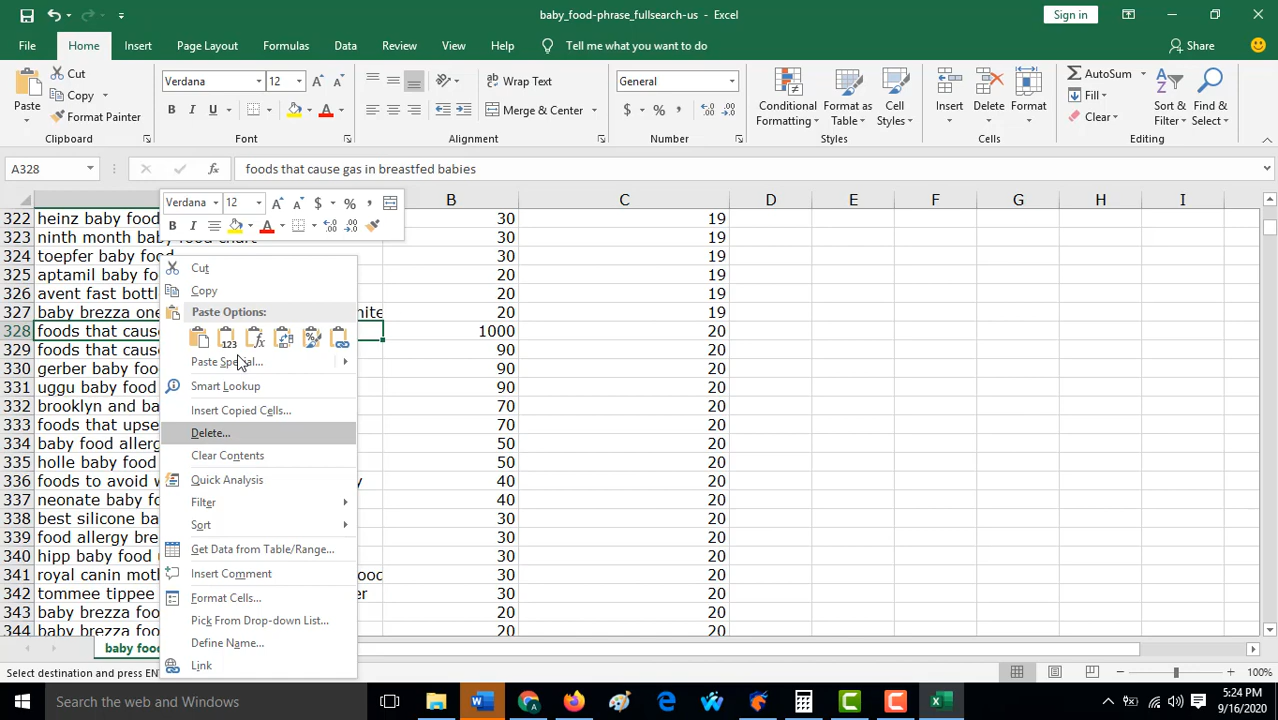 baby_food-phrase_fullsearch-us - Excel
Sign in
File Home Insert Page Layout Formulas Data Review View Help Tell me what you want to do Share
Paste Cut Copy Format Painter Clipboard
Verdana 12 A A B I U A Font
ab Wrap Text Merge & Center Alignment
General $ % , Number
Conditional Formatting Format as Table Cell Styles Styles
Insert Delete Format Cells
AutoSum Fill Clear Sort & Filter Find & Select Editing
A328 fx foods that cause gas in breastfed babies
Verdana 12 A A $ % ,
B I A
B C D E F G H I
322 heinz baby food 30 19
323 ninth month baby food chart 30 19
324 toepfer baby food 30 19
325 aptamil baby food 20 19
326 avent fast bottl 20 19
327 baby brezza one 20 19
328 foods that cause 1000 20
329 foods that cause 90 20
330 gerber baby foo 90 20
331 uggu baby food 90 20
332 brooklyn and ba 70 20
333 foods that upse 70 20
334 baby food allerg 50 20
335 holle baby food 50 20
336 foods to avoid w y 40 20
337 neonate baby fo 40 20
338 best silicone ba 30 20
339 food allergy bre 30 20
340 hipp baby food 30 20
341 royal canin moth ood 30 20
342 tommee tippee er 30 20
343 baby brezza foo 20 20
344 baby brezza foo 20 20
Cut
Copy
Paste Options:
123 fx %
Paste Special...
Smart Lookup
Insert Copied Cells...
Delete...
Clear Contents
Quick Analysis
Filter
Sort
Get Data from Table/Range...
Insert Comment
Format Cells...
Pick From Drop-down List...
Define Name...
Link
baby foo
Select destination and press EN
100%
Search the web and Windows
5:24 PM
9/16/2020